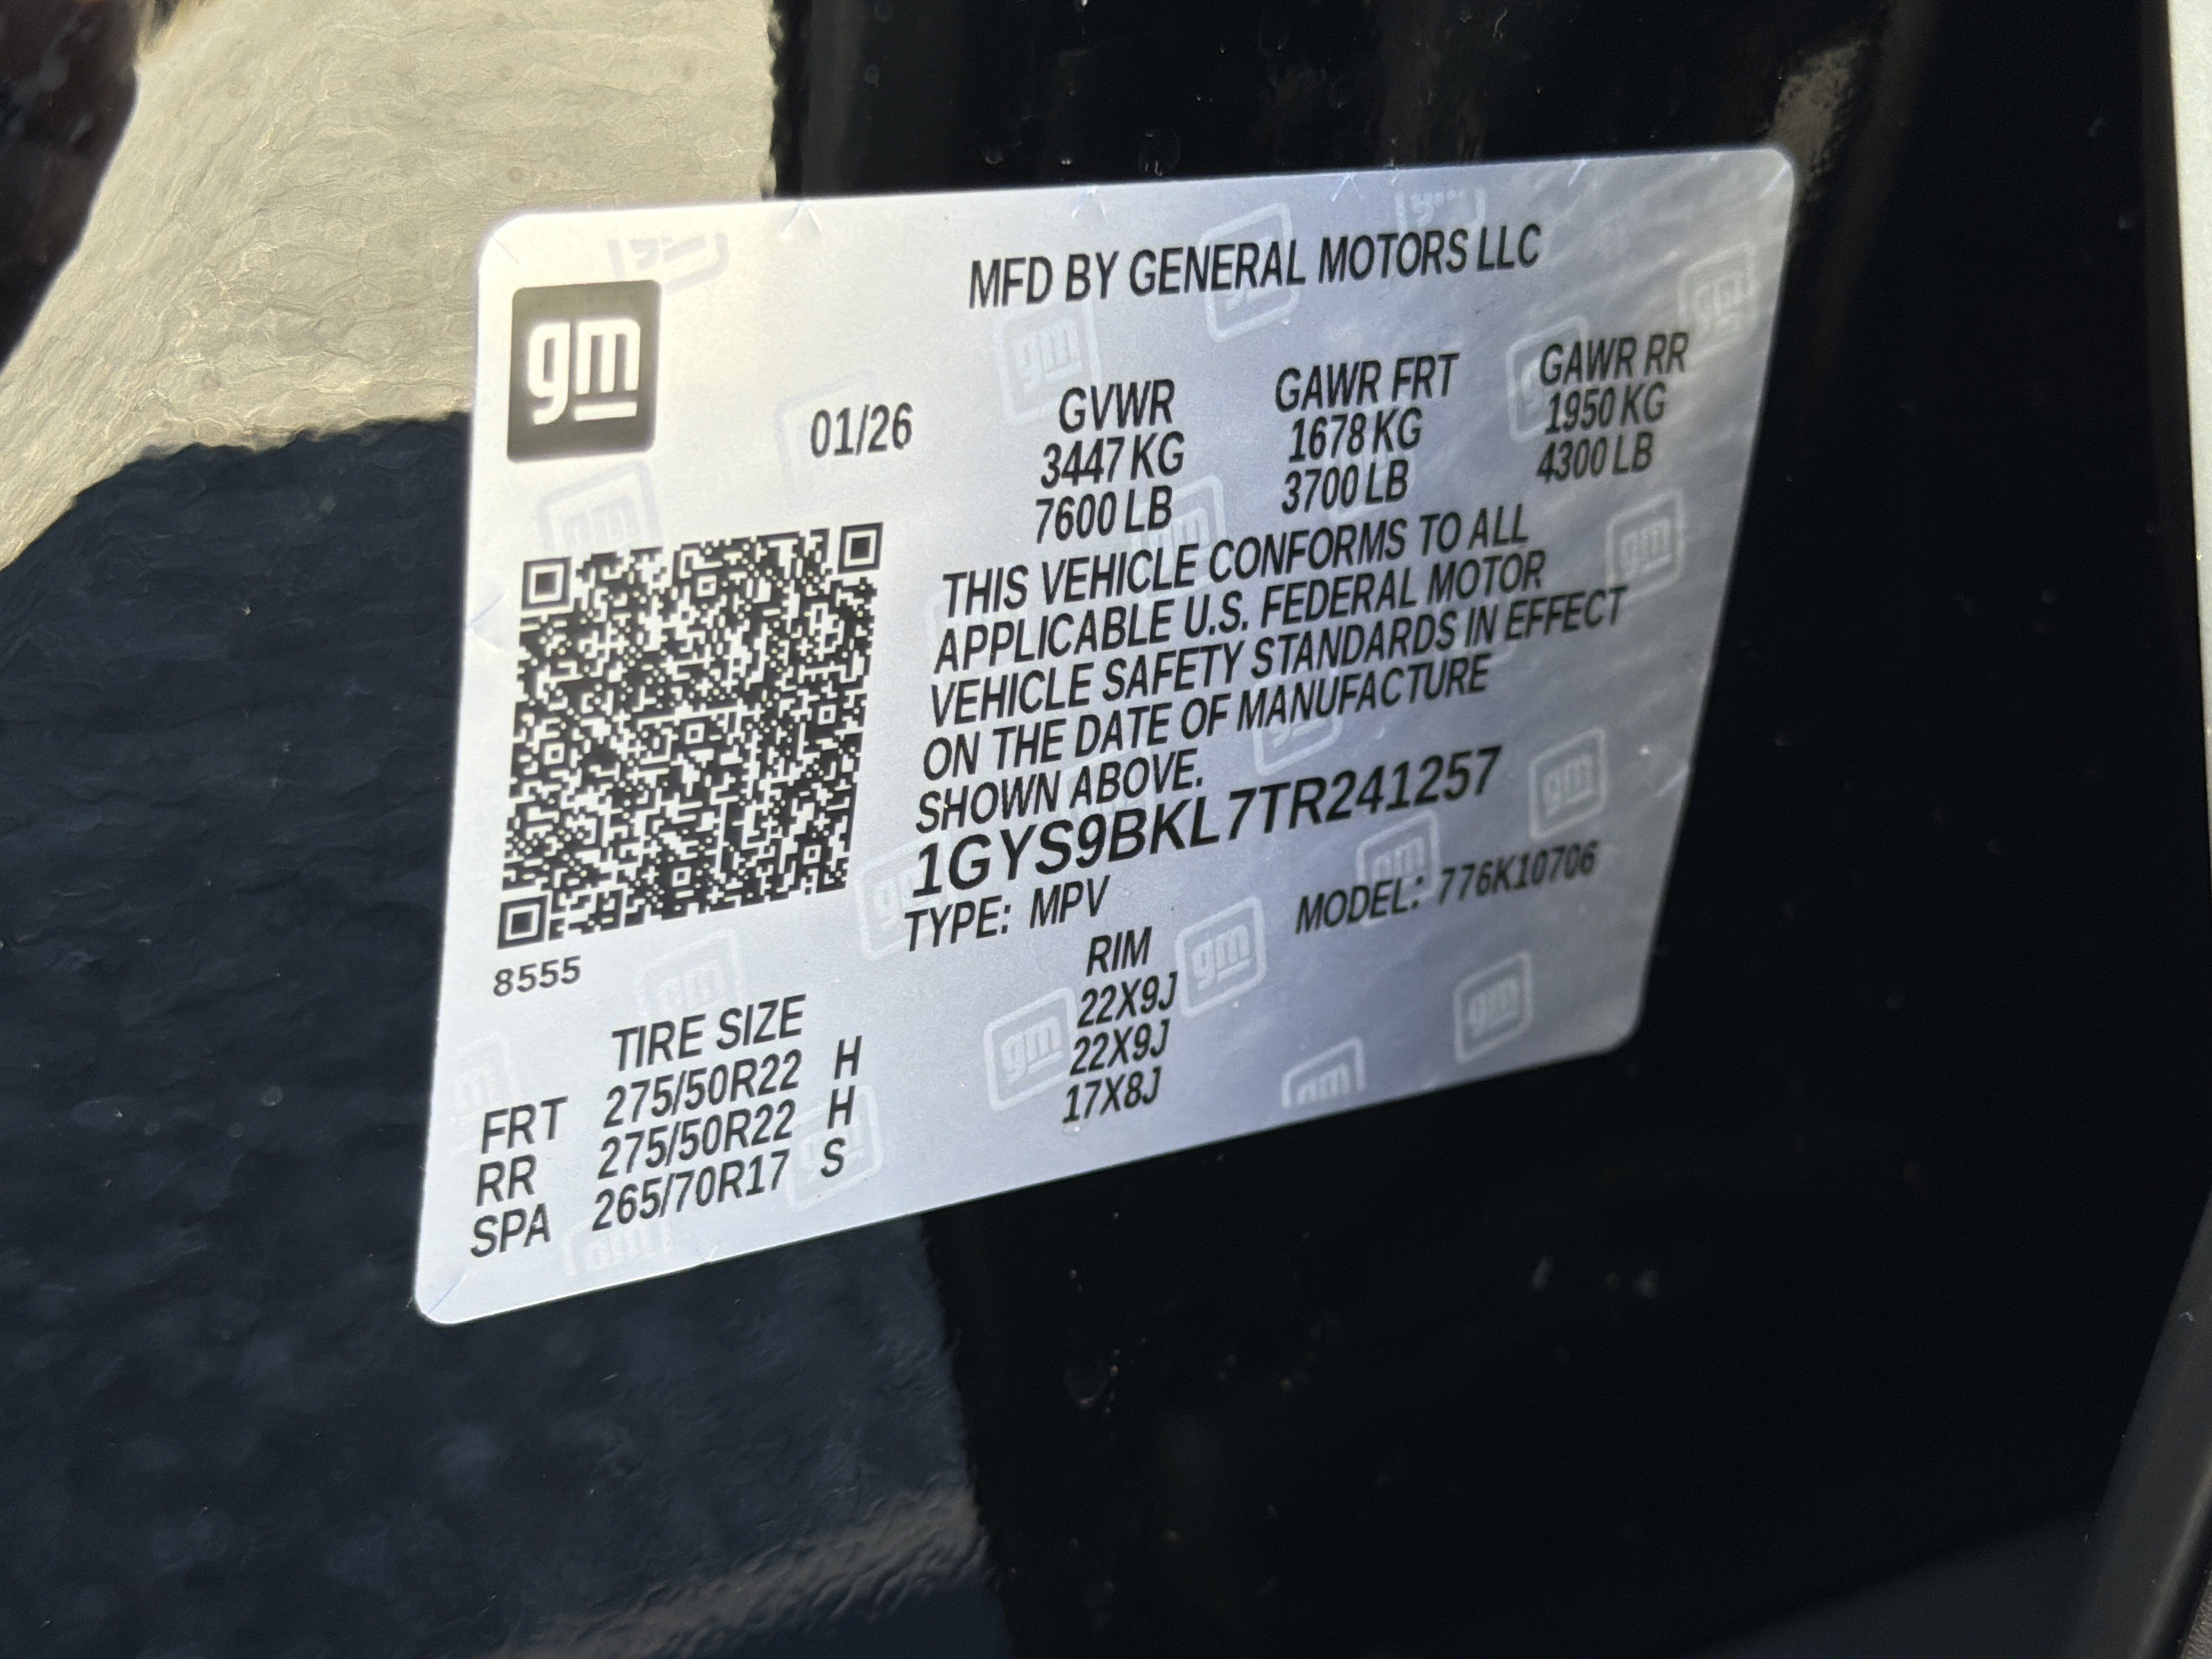 gm
MFD BY GENERAL MOTORS LLC
01/26
GVWR GAWR FRT GAWR RR
3447 KG 1678 KG 1950 KG
7600 LB 3700 LB 4300 LB
THIS VEHICLE CONFORMS TO ALL
APPLICABLE U.S. FEDERAL MOTOR
VEHICLE SAFETY STANDARDS IN EFFECT
ON THE DATE OF MANUFACTURE
SHOWN ABOVE.
1GYS9BKL7TR241257
TYPE: MPV MODEL: 776K10706
8555
TIRE SIZE RIM
FRT 275/50R22 H 22X9J
RR 275/50R22 H 22X9J
SPA 265/70R17 S 17X8J